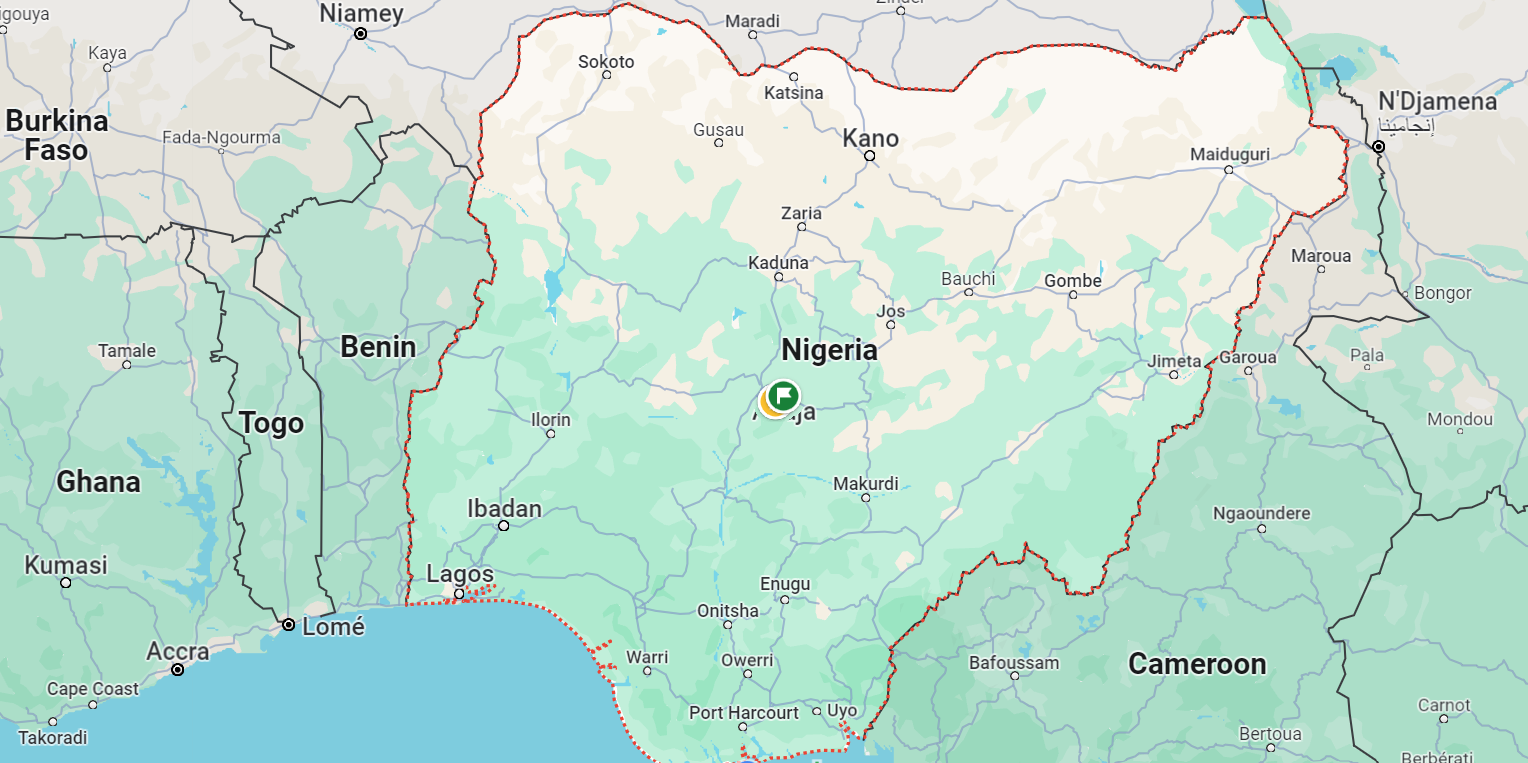 Niamey
Maradi
Kaya
Sokoto
Katsina
N'Djamena
إنجامينا
Burkina
Faso
Fada-Ngourma
Gusau
Kano
Maiduguri
Zaria
Kaduna
Bauchi
Gombe
Maroua
Bongor
Jos
Benin
Nigeria
Tamale
Jimeta
Garoua
Pala
Togo
Ilorin
Mondou
Ghana
Makurdi
Ibadan
Ngaoundere
Kumasi
Lagos
Enugu
Onitsha
Lomé
Accra
Warri
Owerri
Bafoussam
Cameroon
Cape Coast
Port Harcourt
Uyo
Carnot
Takoradi
Bertoua
Berbérati